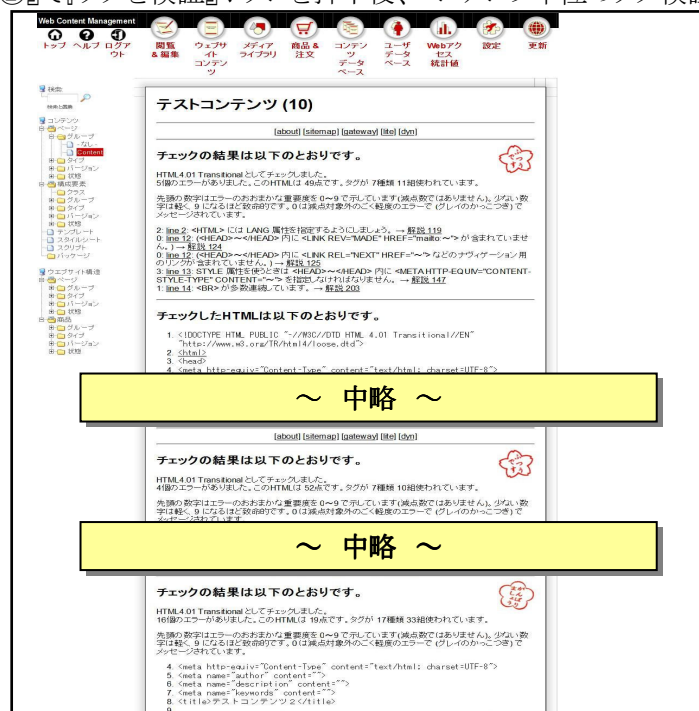 Web Content Management
トップ ヘルプ ログアウト
閲覧 & 編集
ウェブサイト コンテンツ
メディア ライブラリ
商品 & 注文
コンテンツ データベース
ユーザ データベース
Webアクセス 統計値
設定
更新
検索
検索と置換
コンテンツ
ページ
グループ
- なし -
Content
タイプ
バージョン
状態
構成要素
クラス
グループ
タイプ
バージョン
状態
テンプレート
スタイルシート
スクリプト
パッケージ
ウェブサイト構造
ページ
グループ
タイプ
バージョン
状態
商品
グループ
タイプ
バージョン
状態
テストコンテンツ (10)
[about] [sitemap] [gateway] [lite] [dyn]
チェックの結果は以下のとおりです。
HTML4.01 Transitional としてチェックしました。
5個のエラーがありました。このHTMLは 49点です。タグが 7種類 11組使われています。
先頭の数字はエラーのおおまかな重要度を 0～9 で示しています(減点数ではありません)。少ない数
字は軽く、9 になるほど致命的です。0 は減点対象外のごく軽度のエラーで (グレイのかっこつき) で
メッセージされています。
2: line 2: <HTML> には LANG 属性を指定するようにしましょう。 → 解説 119
0: line 12: (<HEAD>～</HEAD> 内に <LINK REV="MADE" HREF="mailto:～"> が含まれていませ
ん。) → 解説 124
0: line 12: (<HEAD>～</HEAD> 内に <LINK REL="NEXT" HREF="～"> などのナヴィゲーション用
のリンクが含まれていません。) → 解説 125
3: line 13: STYLE 属性を使うときは <HEAD>～</HEAD> 内に <META HTTP-EQUIV="CONTENT-
STYLE-TYPE" CONTENT="～"> を指定しなければなりません。 → 解説 147
1: line 14: <BR> が多数連続しています。 → 解説 203
チェックしたHTMLは以下のとおりです。
1. <!DOCTYPE HTML PUBLIC "-//W3C//DTD HTML 4.01 Transitional//EN"
"http://www.w3.org/TR/html4/loose.dtd">
2. <html>
3. <head>
4. <meta http-equiv="Content-Type" content="text/html; charset=UTF-8">
～ 中略 ～
[about] [sitemap] [gateway] [lite] [dyn]
チェックの結果は以下のとおりです。
HTML4.01 Transitional としてチェックしました。
4個のエラーがありました。このHTMLは 52点です。タグが 7種類 10組使われています。
先頭の数字はエラーのおおまかな重要度を 0～9 で示しています(減点数ではありません)。少ない数
字は軽く、9 になるほど致命的です。0 は減点対象外のごく軽度のエラーで (グレイのかっこつき) で
メッセージされています。
～ 中略 ～
チェックの結果は以下のとおりです。
HTML4.01 Transitional としてチェックしました。
16個のエラーがありました。このHTMLは 19点です。タグが 17種類 33組使われています。
先頭の数字はエラーのおおまかな重要度を 0～9 で示しています(減点数ではありません)。少ない数
字は軽く、9 になるほど致命的です。0 は減点対象外のごく軽度のエラーで (グレイのかっこつき) で
メッセージされています。
4. <meta http-equiv="Content-Type" content="text/html; charset=UTF-8">
5. <meta name="author" content="">
6. <meta name="description" content="">
7. <meta name="keywords" content="">
8. <title>テストコンテンツ２</title>
9.